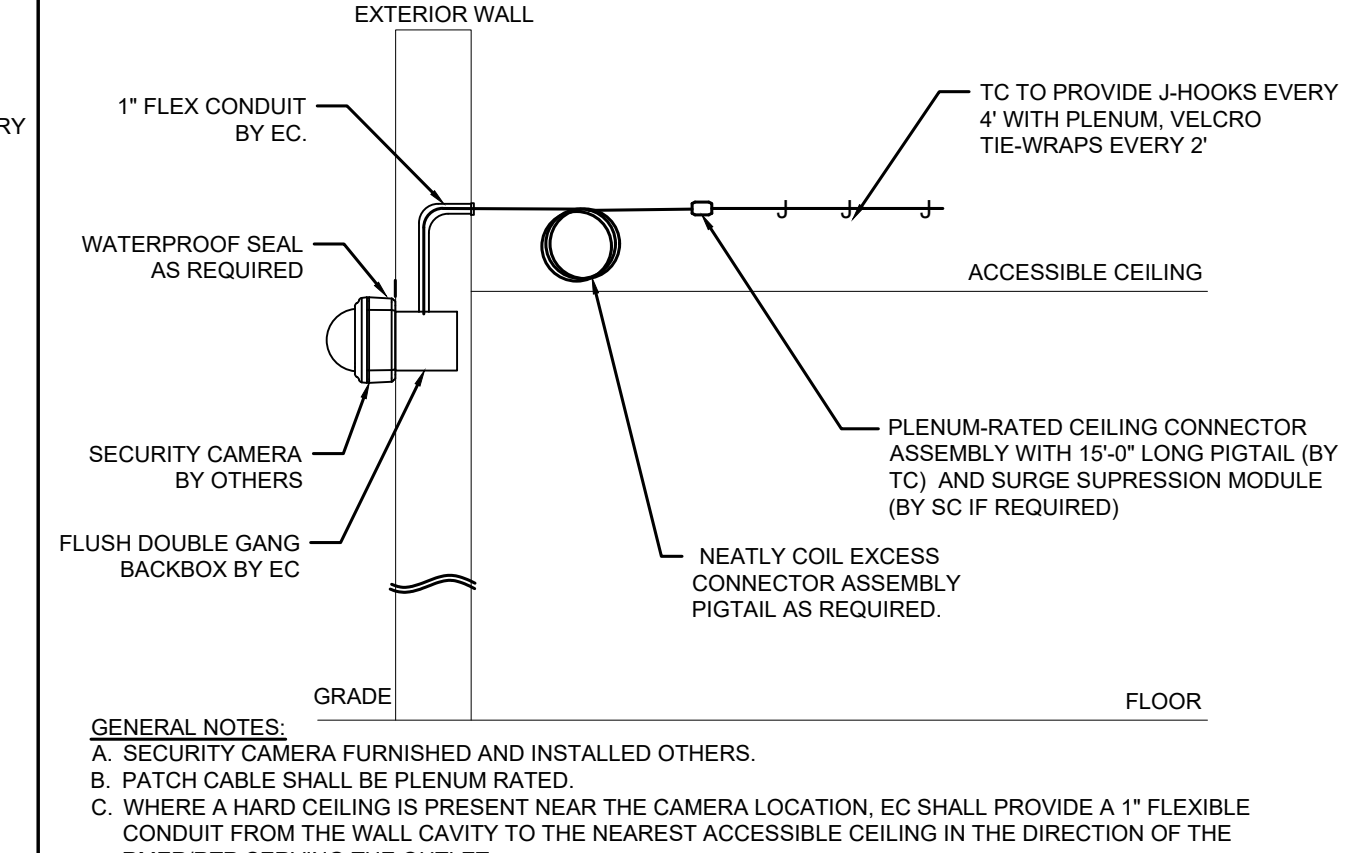 EXTERIOR WALL
RY
1" FLEX CONDUIT
BY EC.
TC TO PROVIDE J-HOOKS EVERY
4' WITH PLENUM, VELCRO
TIE-WRAPS EVERY 2'
WATERPROOF SEAL
AS REQUIRED
ACCESSIBLE CEILING
SECURITY CAMERA
BY OTHERS
PLENUM-RATED CEILING CONNECTOR
ASSEMBLY WITH 15'-0" LONG PIGTAIL (BY
TC) AND SURGE SUPRESSION MODULE
(BY SC IF REQUIRED)
FLUSH DOUBLE GANG
BACKBOX BY EC
NEATLY COIL EXCESS
CONNECTOR ASSEMBLY
PIGTAIL AS REQUIRED.
GRADE
FLOOR
GENERAL NOTES:
A. SECURITY CAMERA FURNISHED AND INSTALLED OTHERS.
B. PATCH CABLE SHALL BE PLENUM RATED.
C. WHERE A HARD CEILING IS PRESENT NEAR THE CAMERA LOCATION, EC SHALL PROVIDE A 1" FLEXIBLE
CONDUIT FROM THE WALL CAVITY TO THE NEAREST ACCESSIBLE CEILING IN THE DIRECTION OF THE